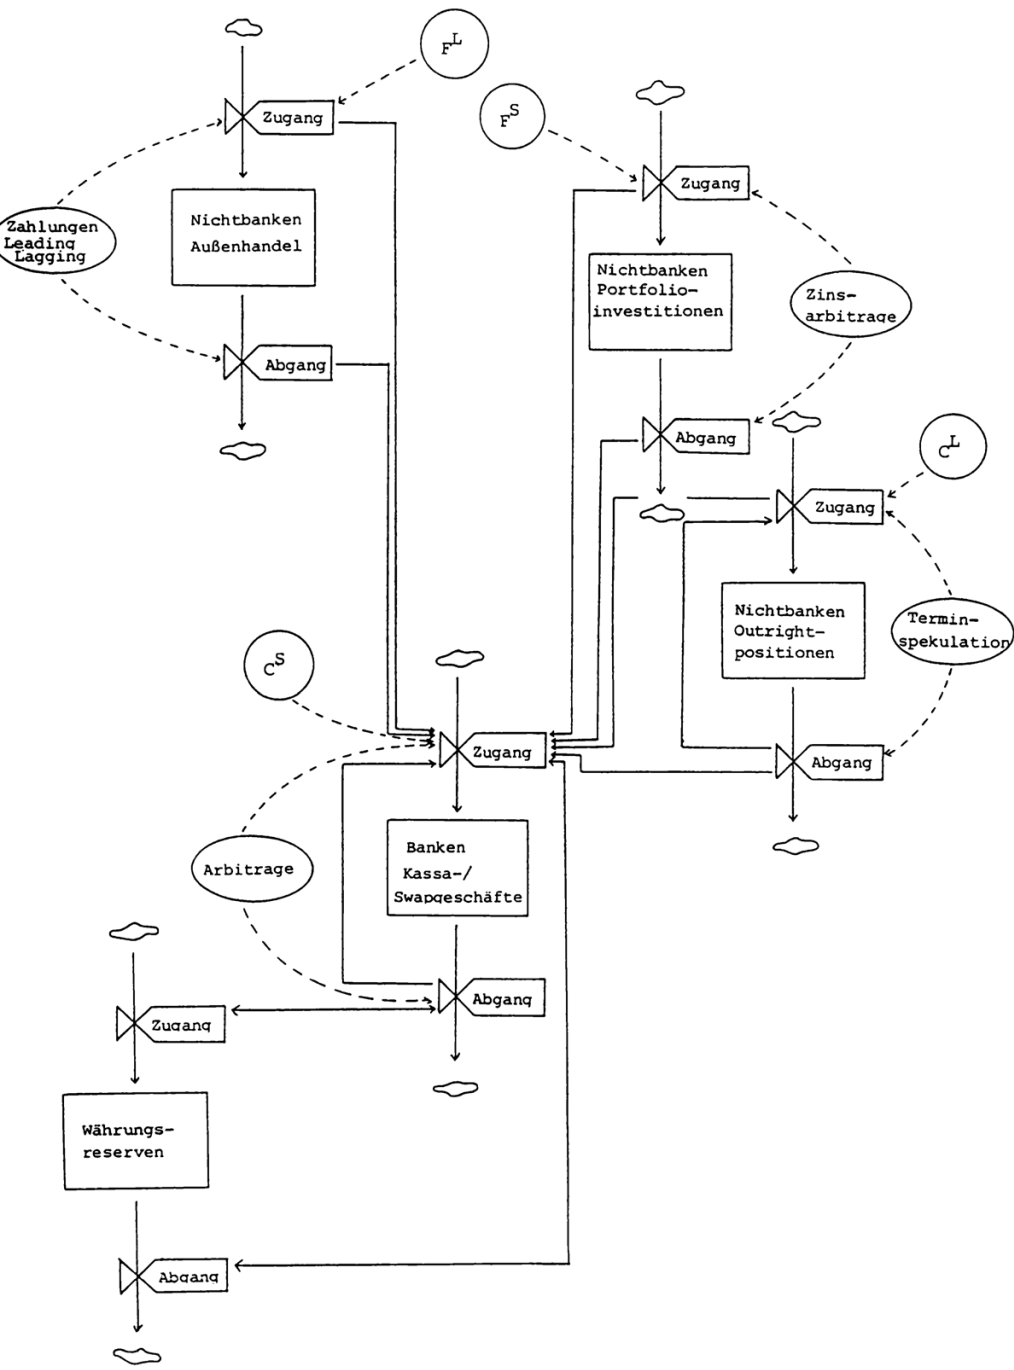 F^L
Zugang
Nichtbanken
Außenhandel
Zahlungen
Leading
Lagging
Abgang
F^S
Zugang
Nichtbanken
Portfolio-
investitionen
Zins-
arbitrage
Abgang
C^L
Zugang
Nichtbanken
Outright-
positionen
Termin-
spekulation
Abgang
C^S
Zugang
Banken
Kassa-/
Swapgeschäfte
Arbitrage
Abgang
Zugang
Währungs-
reserven
Abgang